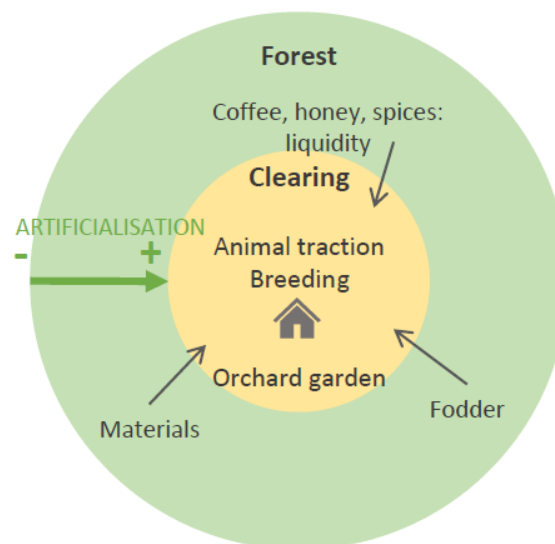 Forest
Coffee, honey, spices:
liquidity
Clearing
ARTIFICIALISATION
- +
Animal traction
Breeding
Orchard garden
Fodder
Materials